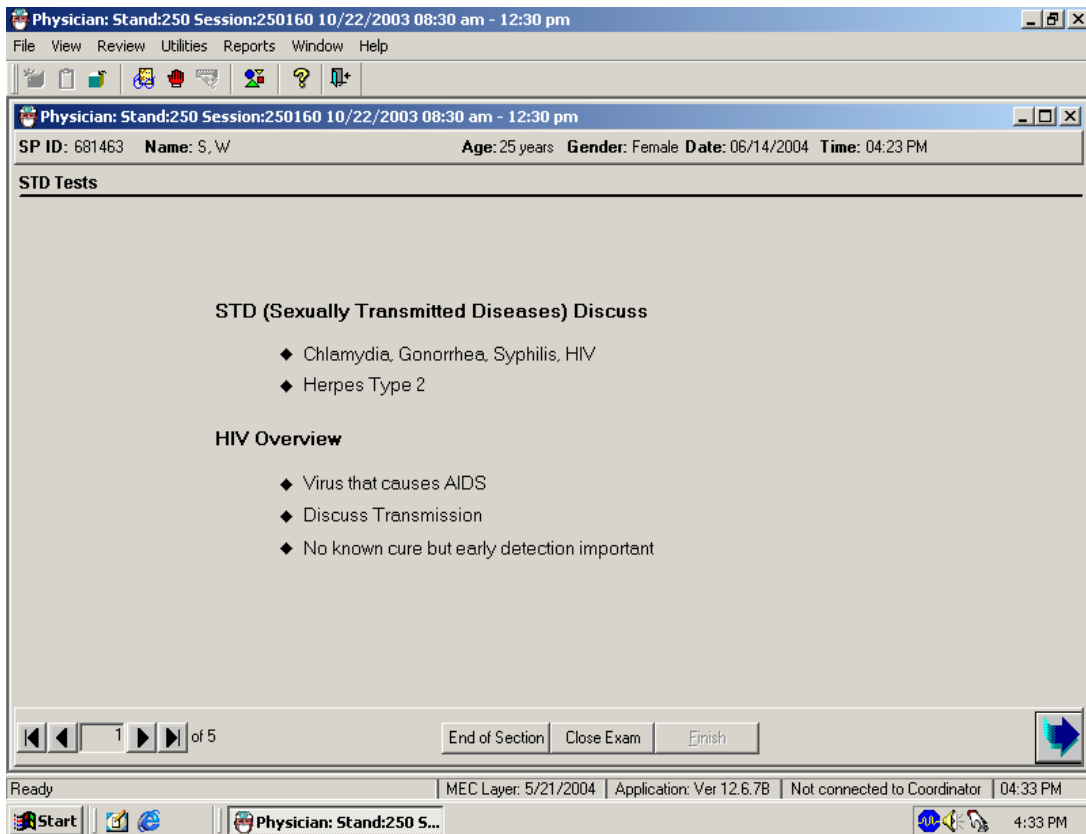 Physician: Stand:250 Session:250160 10/22/2003 08:30 am - 12:30 pm
File View Review Utilities Reports Window Help
Physician: Stand:250 Session:250160 10/22/2003 08:30 am - 12:30 pm
SP ID: 681463 Name: S, W Age: 25 years Gender: Female Date: 06/14/2004 Time: 04:23 PM
STD Tests
STD (Sexually Transmitted Diseases) Discuss
◆ Chlamydia, Gonorrhea, Syphilis, HIV
◆ Herpes Type 2
HIV Overview
◆ Virus that causes AIDS
◆ Discuss Transmission
◆ No known cure but early detection important
1 of 5 End of Section Close Exam Finish
Ready MEC Layer: 5/21/2004 Application: Ver 12.6.7B Not connected to Coordinator 04:33 PM
Start Physician: Stand:250 S... 4:33 PM